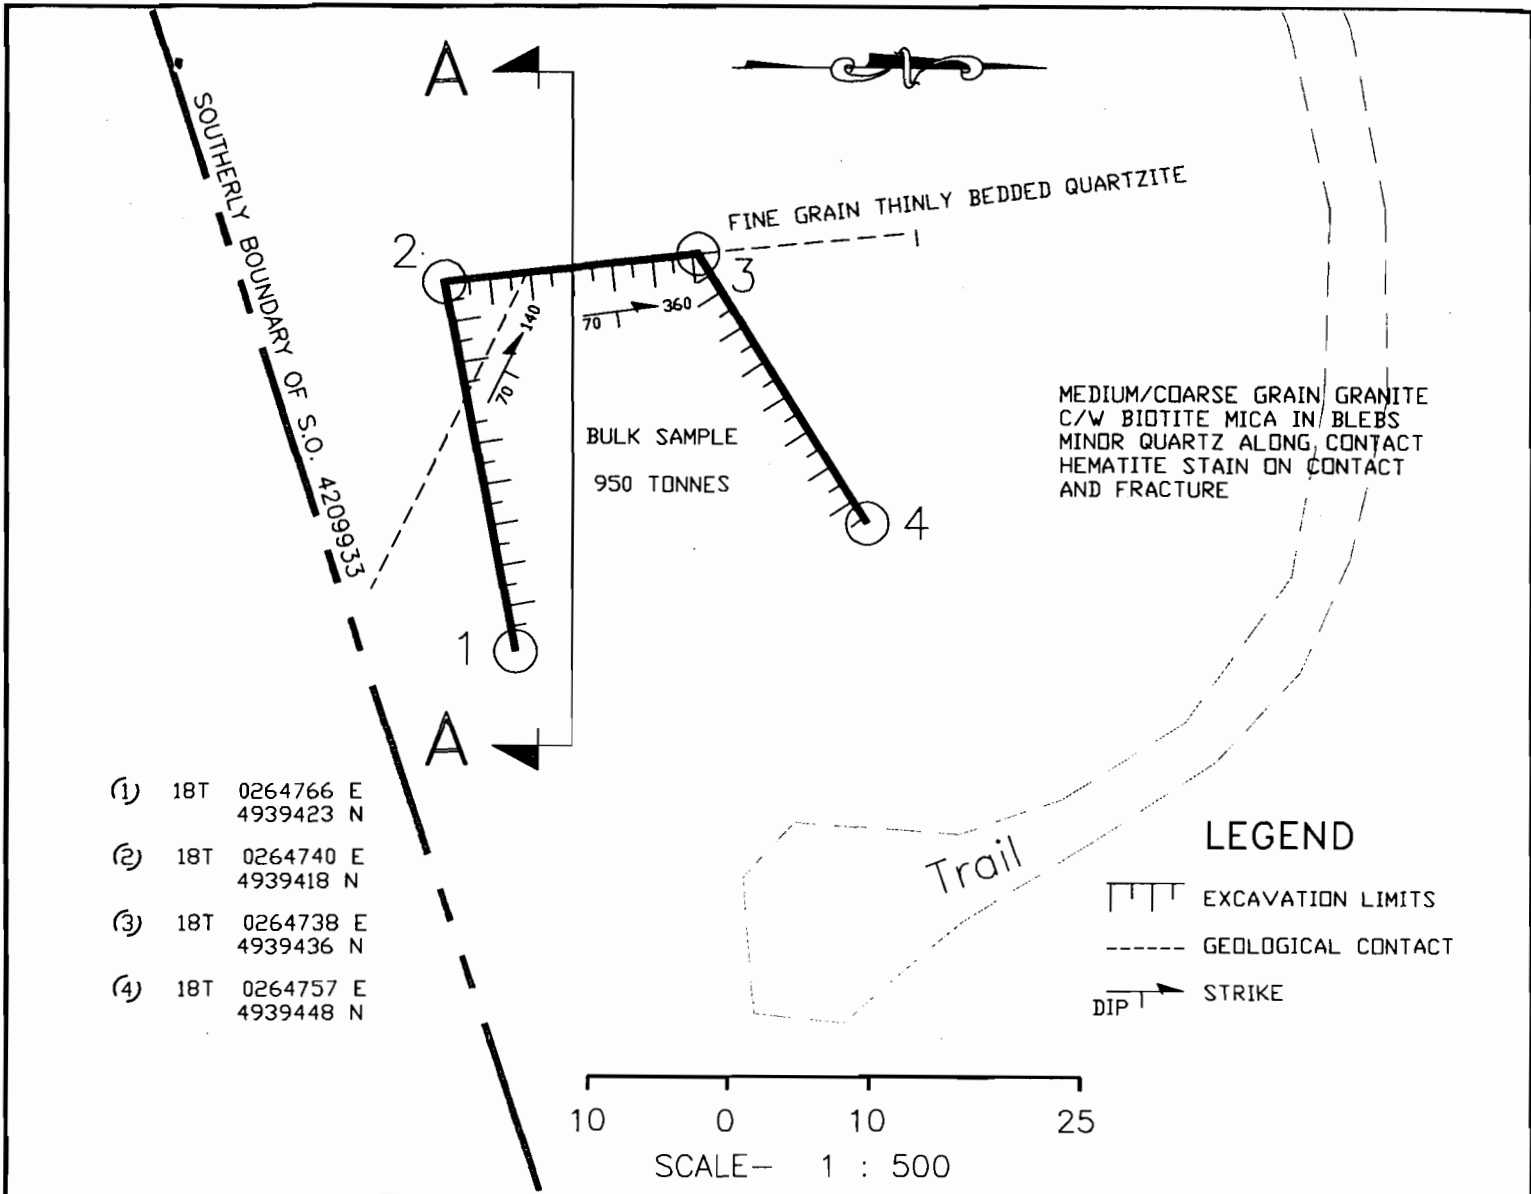 A
SOUTHERLY BOUNDARY OF S.O. 4209933
FINE GRAIN THINLY BEDDED QUARTZITE
2
3
140
70
70
360
MEDIUM/COARSE GRAIN GRANITE
C/W BIOTITE MICA IN BLEBS
MINOR QUARTZ ALONG CONTACT
HEMATITE STAIN ON CONTACT
AND FRACTURE
BULK SAMPLE
950 TONNES
4
1
A
(1) 18T 0264766 E
4939423 N
(2) 18T 0264740 E
4939418 N
(3) 18T 0264738 E
4939436 N
(4) 18T 0264757 E
4939448 N
Trail
LEGEND
EXCAVATION LIMITS
GEOLOGICAL CONTACT
DIP STRIKE
10 0 10 25
SCALE- 1 : 500